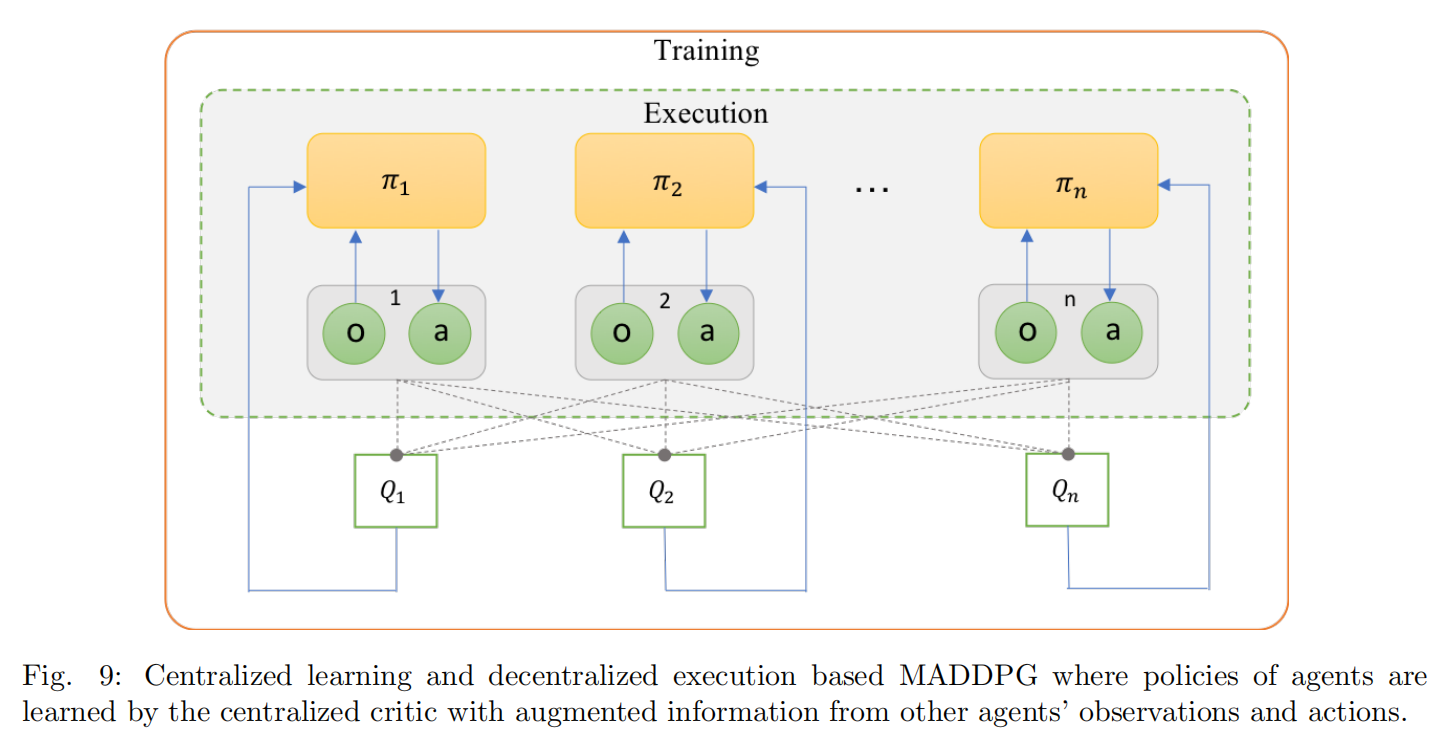 Training
Execution
π₁
π₂
...
πₙ
1
o a
2
o a
n
o a
Q₁
Q₂
Qₙ
Fig. 9: Centralized learning and decentralized execution based MADDPG where policies of agents are
learned by the centralized critic with augmented information from other agents’ observations and actions.